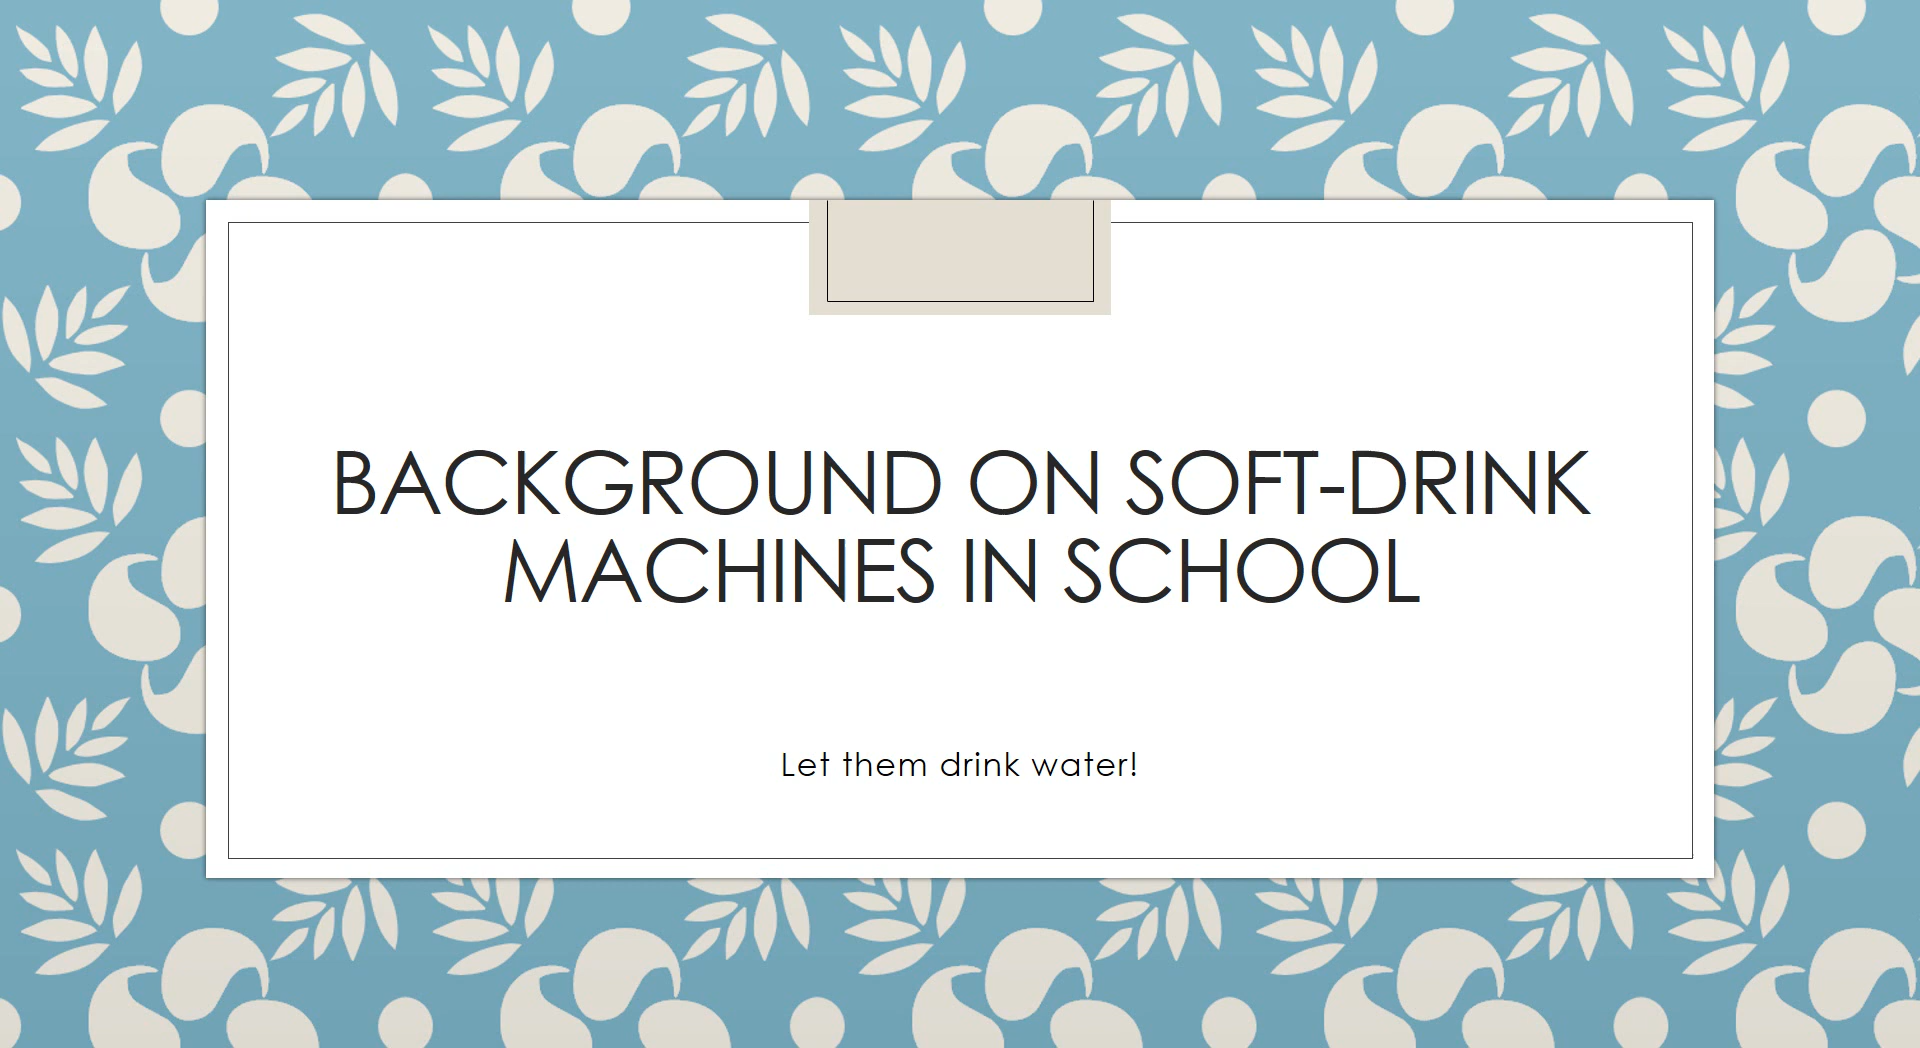 BACKGROUND ON SOFT-DRINK
MACHINES IN SCHOOL
Let them drink water!